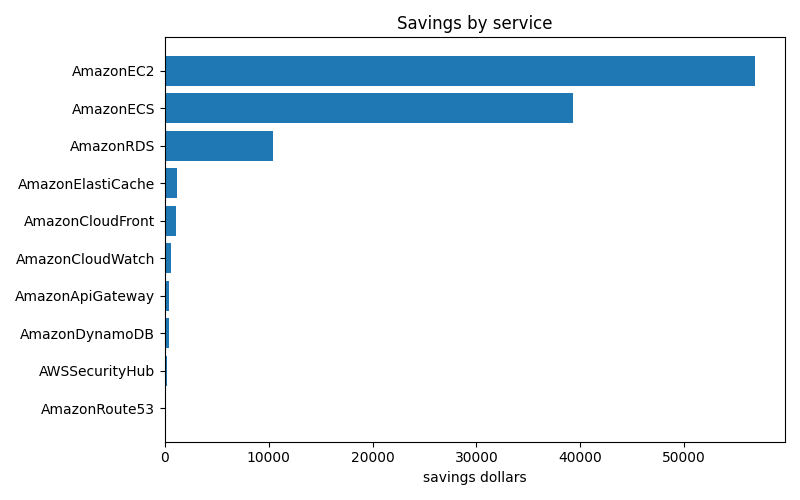 Savings by service
AmazonEC2
AmazonECS
AmazonRDS
AmazonElastiCache
AmazonCloudFront
AmazonCloudWatch
AmazonApiGateway
AmazonDynamoDB
AWSSecurityHub
AmazonRoute53
0 10000 20000 30000 40000 50000
savings dollars